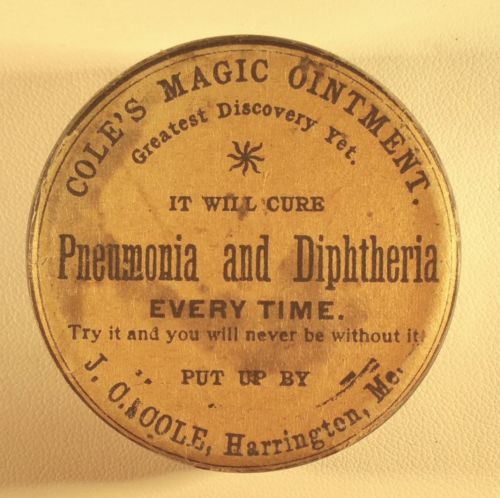 COLE'S MAGIC OINTMENT.
Greatest Discovery Yet.
IT WILL CURE
Pneumonia and Diphtheria
EVERY TIME.
Try it and you will never be without it
PUT UP BY
J. C. COLE, Harrington, Me.